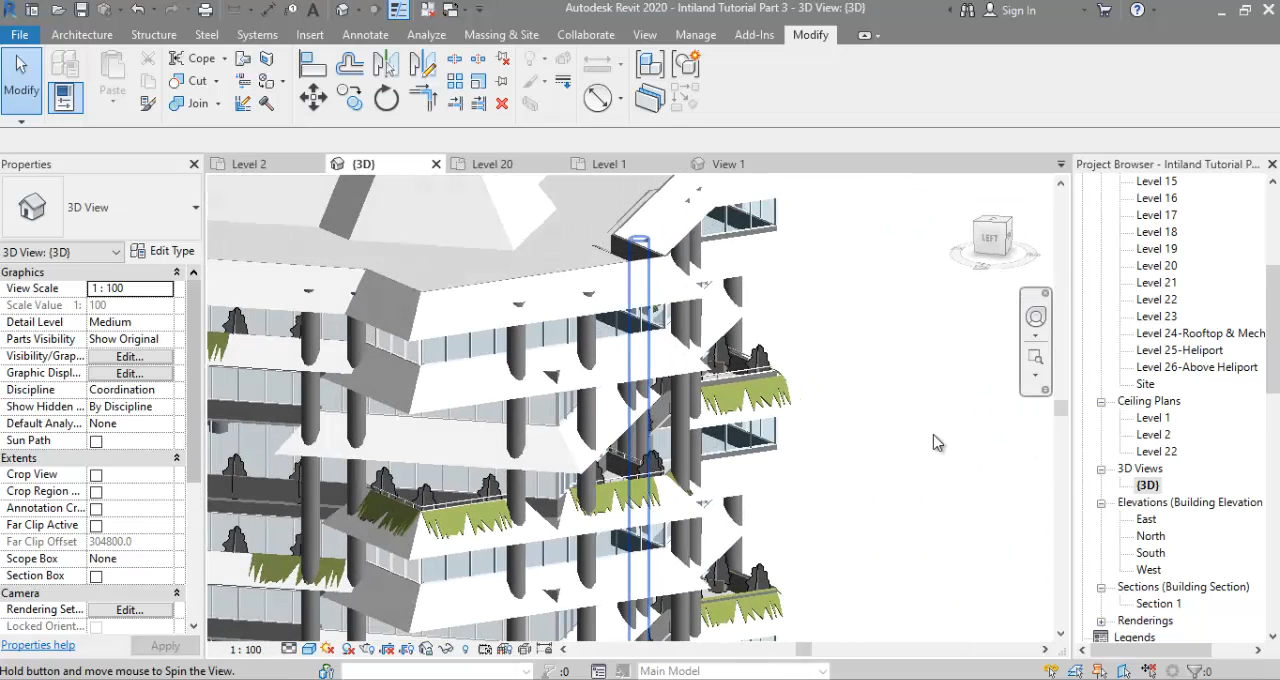 Autodesk Revit 2020 - Intiland Tutorial Part 3 - 3D View: {3D}
Sign In
File Architecture Structure Steel Systems Insert Annotate Analyze Massing & Site Collaborate View Manage Add-Ins Modify
Modify
Paste
Cope
Cut
Join
Properties
Level 2
{3D}
Level 20
Level 1
View 1
Project Browser - Intiland Tutorial P...
3D View
3D View: {3D}
Edit Type
Graphics
View Scale 1 : 100
Scale Value 1: 100
Detail Level Medium
Parts Visibility Show Original
Visibility/Grap... Edit...
Graphic Displ... Edit...
Discipline Coordination
Show Hidden ... By Discipline
Default Analy... None
Sun Path
Extents
Crop View
Crop Region ...
Annotation Cr...
Far Clip Active
Far Clip Offset 304800.0
Scope Box None
Section Box
Camera
Rendering Set... Edit...
Locked Orient...
Properties help
Apply
LEFT
Level 15
Level 16
Level 17
Level 18
Level 19
Level 20
Level 21
Level 22
Level 23
Level 24-Rooftop & Mech
Level 25-Heliport
Level 26-Above Heliport
Site
Ceiling Plans
Level 1
Level 2
Level 22
3D Views
{3D}
Elevations (Building Elevation
East
North
South
West
Sections (Building Section)
Section 1
Renderings
Legends
1 : 100
Hold button and move mouse to Spin the View.
:0
Main Model
:0